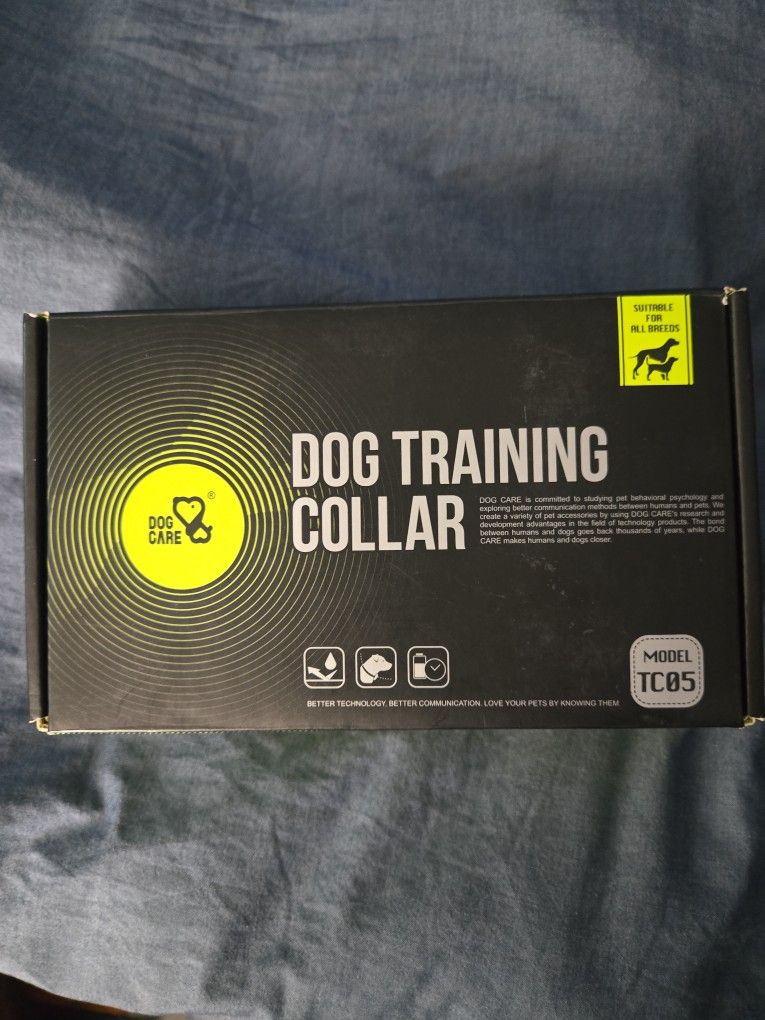 SUITABLE
FOR
ALL BREEDS
DOG TRAINING
COLLAR
DOG CARE is committed to studying pet behavioral psychology and
exploring better communication methods between humans and pets. We
create a variety of pet accessories by using DOG CARE's research and
development advantages in the field of technology products. The bond
between humans and dogs goes back thousands of years, while DOG
CARE makes humans and dogs closer.
DOG
CARE
®
MODEL
TC05
BETTER TECHNOLOGY. BETTER COMMUNICATION. LOVE YOUR PETS BY KNOWING THEM